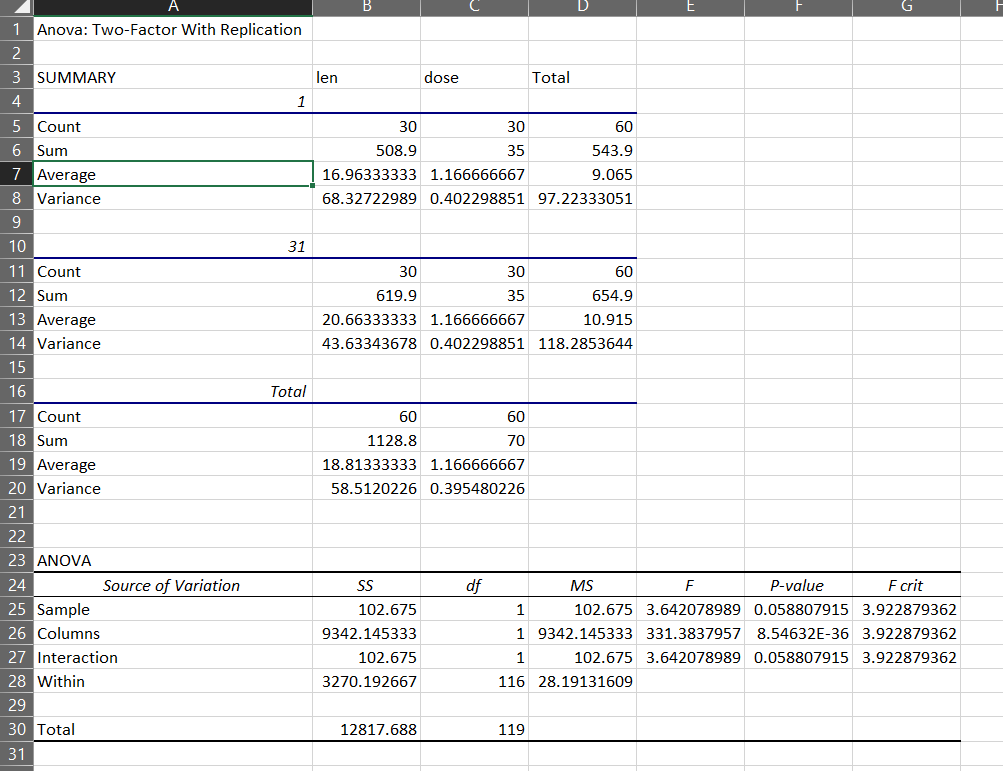 A B C D E F G
1 Anova: Two-Factor With Replication
2
3 SUMMARY len dose Total
4 1
5 Count 30 30 60
6 Sum 508.9 35 543.9
7 Average 16.96333333 1.166666667 9.065
8 Variance 68.32722989 0.402298851 97.22333051
9
10 31
11 Count 30 30 60
12 Sum 619.9 35 654.9
13 Average 20.66333333 1.166666667 10.915
14 Variance 43.63343678 0.402298851 118.2853644
15
16 Total
17 Count 60 60
18 Sum 1128.8 70
19 Average 18.81333333 1.166666667
20 Variance 58.5120226 0.395480226
21
22
23 ANOVA
24 Source of Variation SS df MS F P-value F crit
25 Sample 102.675 1 102.675 3.642078989 0.058807915 3.922879362
26 Columns 9342.145333 1 9342.145333 331.3837957 8.54632E-36 3.922879362
27 Interaction 102.675 1 102.675 3.642078989 0.058807915 3.922879362
28 Within 3270.192667 116 28.19131609
29
30 Total 12817.688 119
31